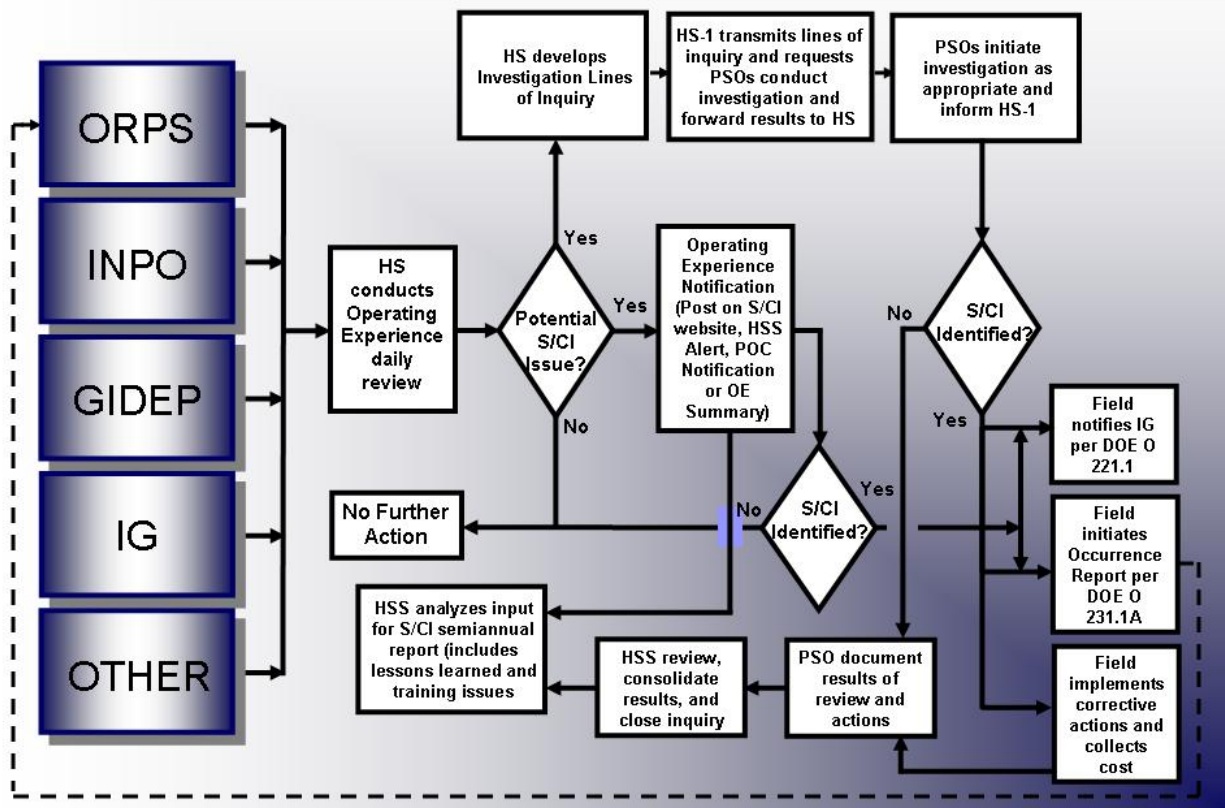 ORPS
INPO
GIDEP
IG
OTHER
HS
conducts
Operating
Experience
daily
review
Potential
S/CI
Issue?
Yes
Yes
No
HS develops
Investigation Lines
of Inquiry
HS-1 transmits lines of
inquiry and requests
PSOs conduct
investigation and
forward results to HS
PSOs initiate
investigation as
appropriate and
inform HS-1
Operating
Experience
Notification
(Post on S/CI
website, HSS
Alert, POC
Notification
or OE
Summary)
S/CI
Identified?
No
Yes
S/CI
Identified?
No
Yes
No Further
Action
Field
notifies IG
per DOE O
221.1
Field
initiates
Occurrence
Report per
DOE O
231.1A
Field
implements
corrective
actions and
collects
cost
PSO document
results of
review and
actions
HSS review,
consolidate
results, and
close inquiry
HSS analyzes input
for S/CI semiannual
report (includes
lessons learned and
training issues